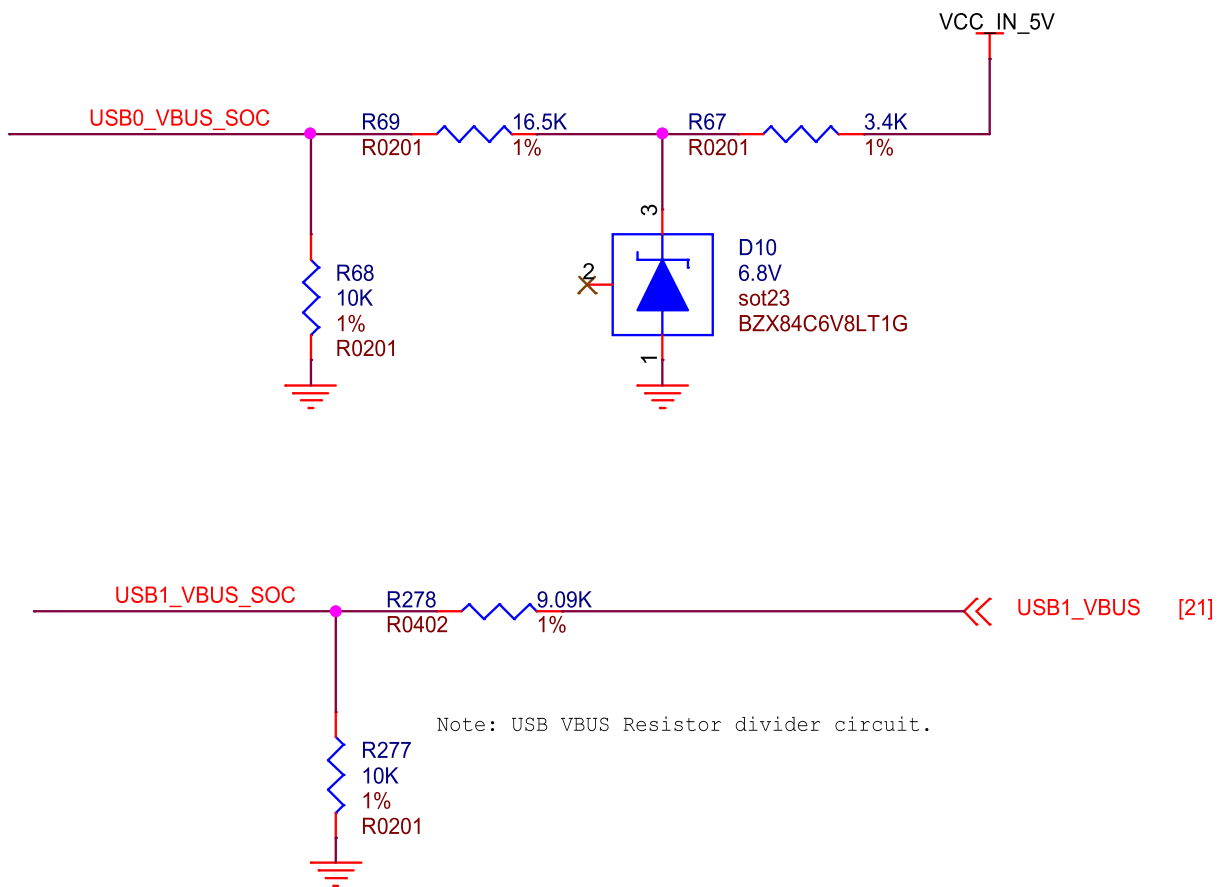 VCC_IN_5V
USB0_VBUS_SOC
R69
16.5K
R0201
1%
R67
3.4K
R0201
1%
3
2
1
D10
6.8V
sot23
BZX84C6V8LT1G
R68
10K
1%
R0201
USB1_VBUS_SOC
R278
9.09K
R0402
1%
USB1_VBUS [21]
Note: USB VBUS Resistor divider circuit.
R277
10K
1%
R0201